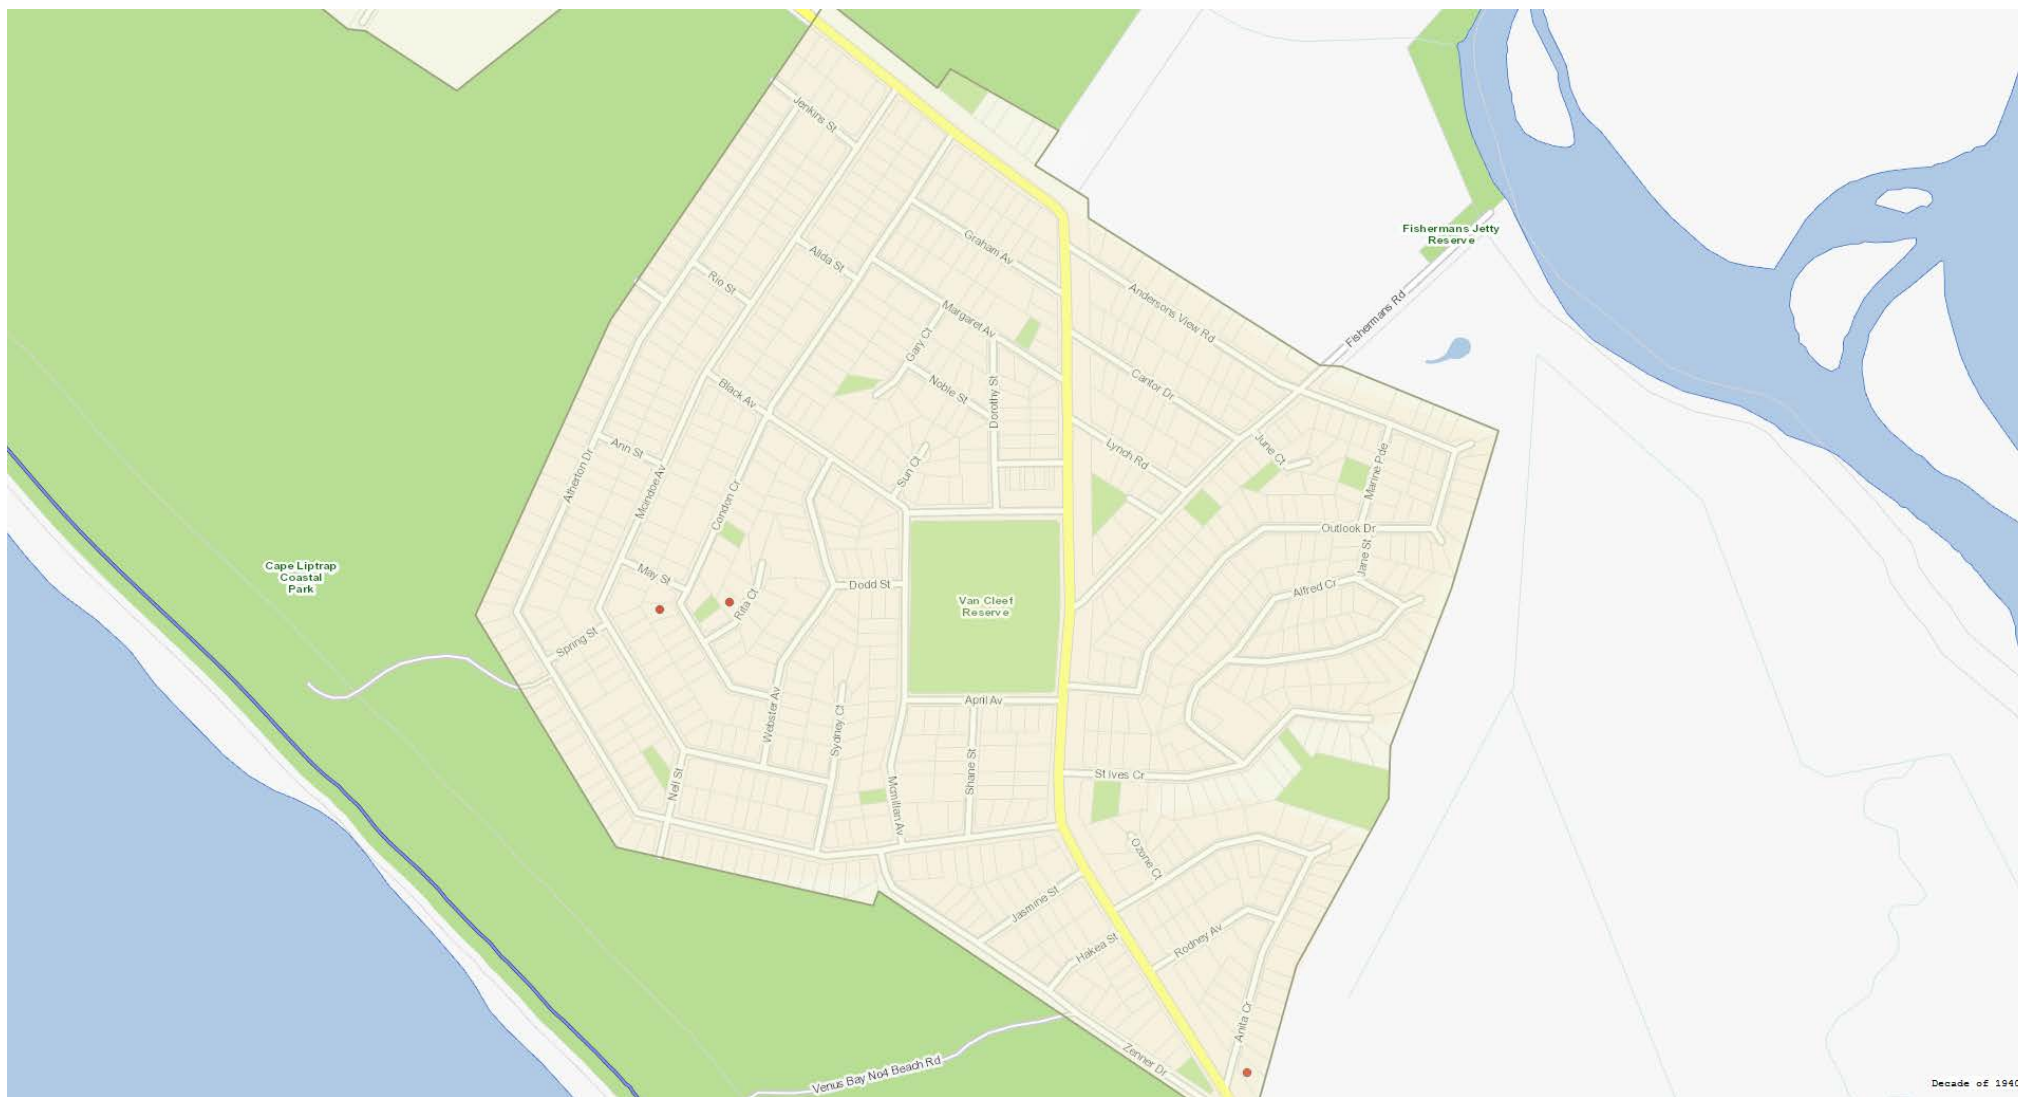 Jenkins St
Graham Av
Fishermans Jetty
Reserve
Alida St
Rio St
Andersons View Rd
Fishermans Rd
Margaret Av
Gary Ct
Noble St
Dorothy St
Cantor Dr
Black Av
June Ct
Lynch Rd
Ann St
Sun Ct
Marine Pde
Atherton Dr
Condon Cr
Outlook Dr
Jane St
Cape Liptrap
Coastal
Park
May St
Dodd St
Alfred Cr
Rita Ct
Van Cleef
Reserve
Spring St
April Av
Webster Av
Sydney Ct
Shane St
St Ives Cr
Nell St
Mcmillan Av
Ozone Ct
Jasmine St
Hakea St
Rodney Av
Anita Cr
Zenner Dr
Venus Bay No4 Beach Rd
Decade of 1940